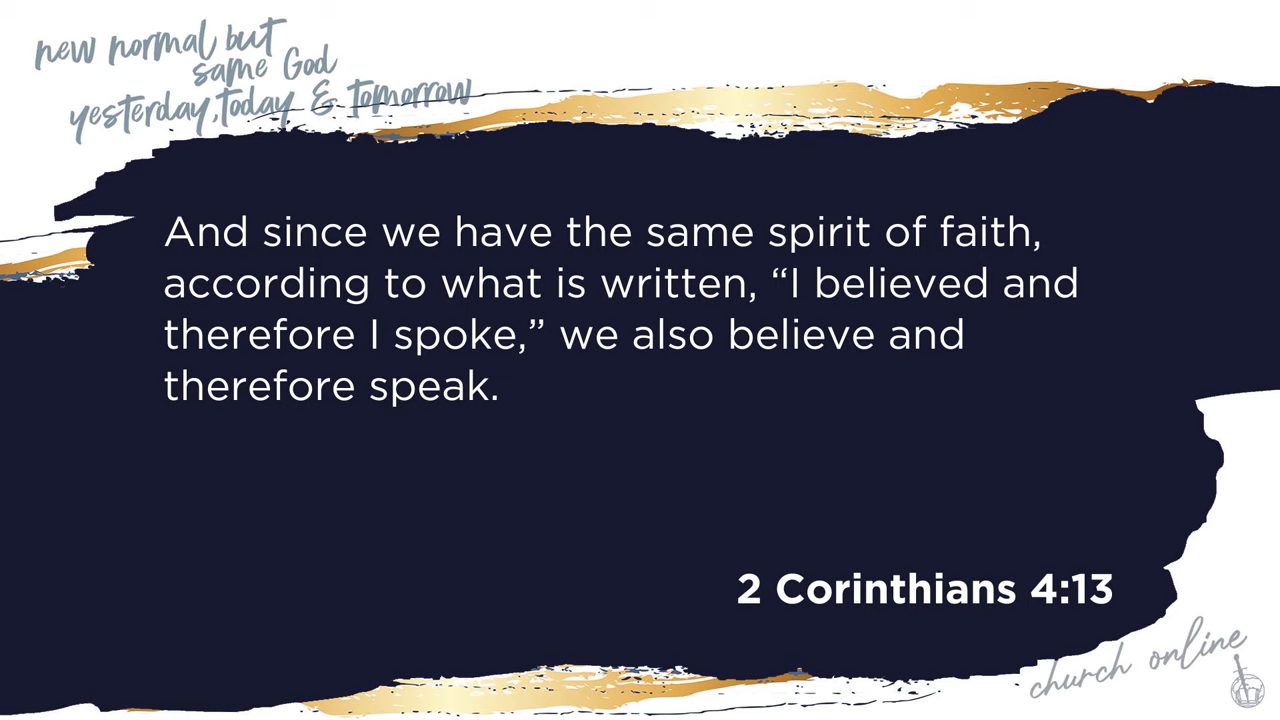 new normal but
same God
yesterday, today & tomorrow
And since we have the same spirit of faith,
according to what is written, “I believed and
therefore I spoke,” we also believe and
therefore speak.
2 Corinthians 4:13
church online